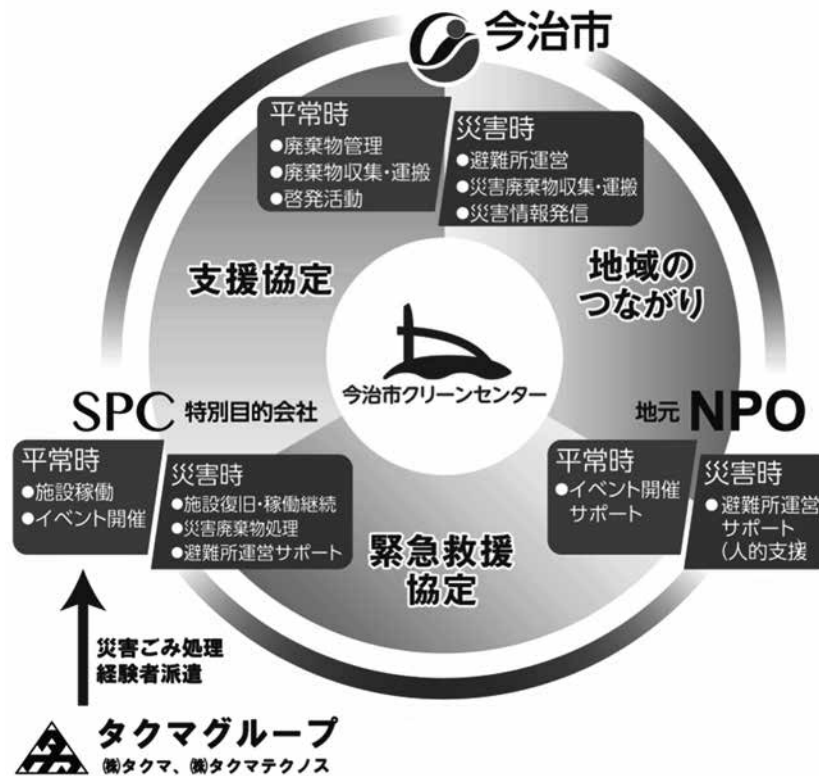 今治市
平常時
●廃棄物管理
●廃棄物収集・運搬
●啓発活動
災害時
●避難所運営
●災害廃棄物収集・運搬
●災害情報発信
支援協定
地域の
つながり
今治市クリーンセンター
SPC 特別目的会社
平常時
●施設稼働
●イベント開催
災害時
●施設復旧・稼働継続
●災害廃棄物処理
●避難所運営サポート
地元 NPO
平常時
●イベント開催
サポート
災害時
●避難所運営
サポート
(人的支援
緊急救援
協定
災害ごみ処理
経験者派遣
タクマグループ
㈱タクマ、㈱タクマテクノス